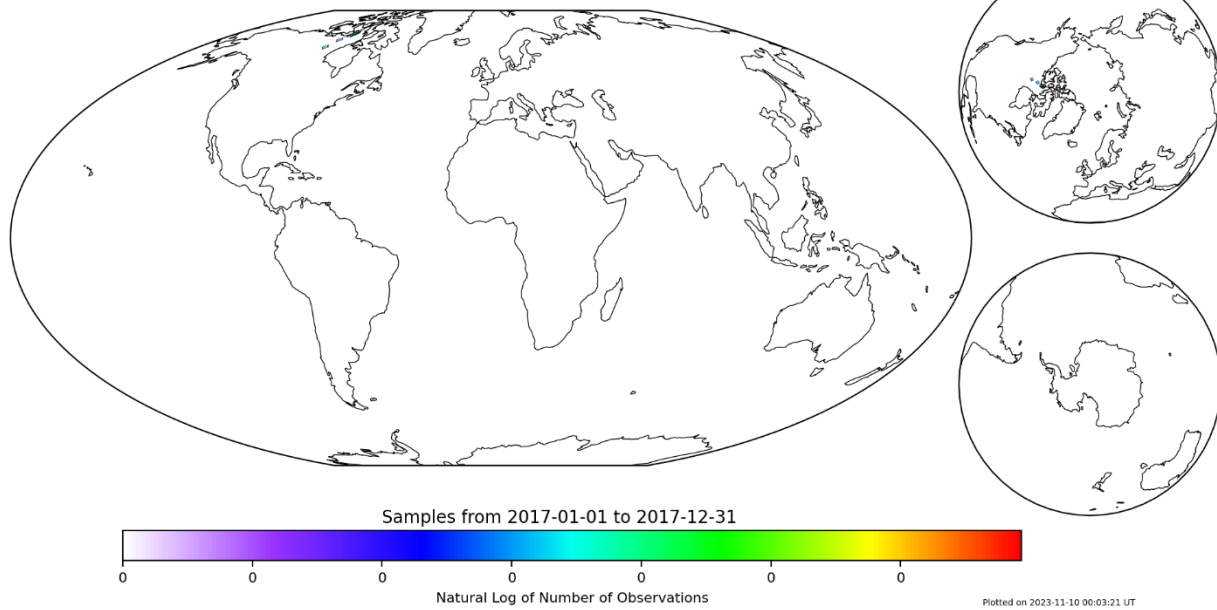 Samples from 2017-01-01 to 2017-12-31
0 0 0 0 0 0 0
Natural Log of Number of Observations
Plotted on 2023-11-10 00:03:21 UT